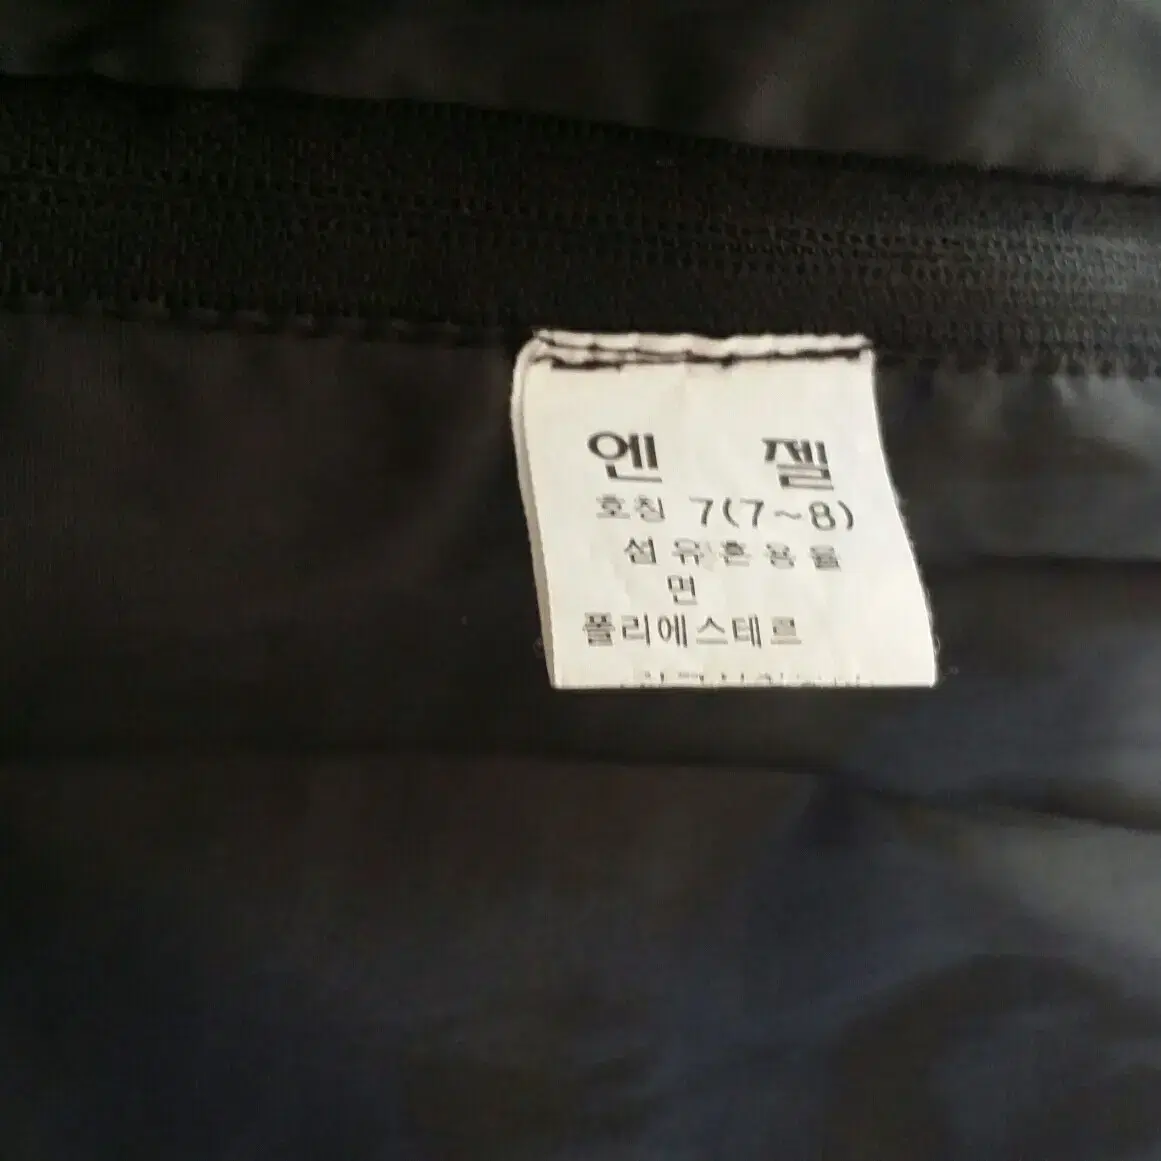 엔 젤
호칭 7(7~8)
섬유혼용률
면
폴리에스테르